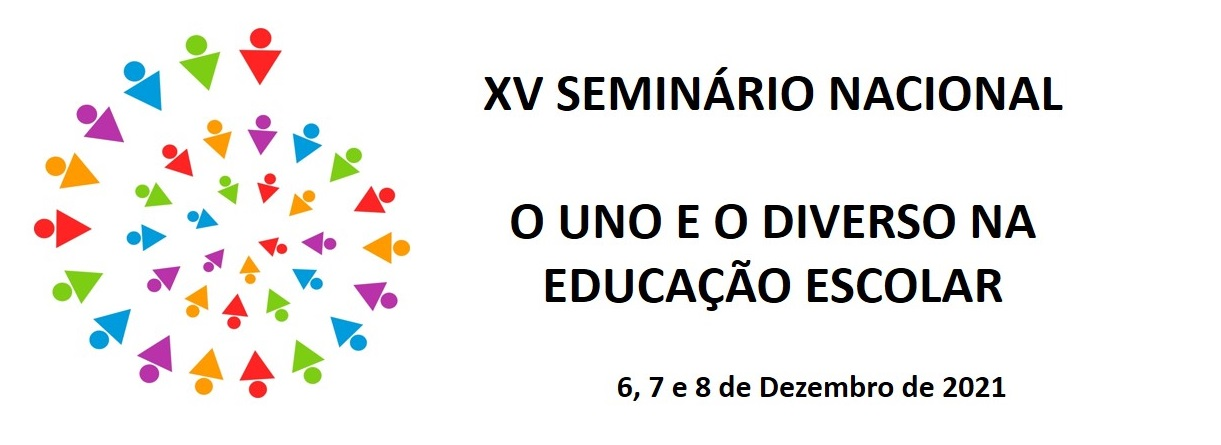 XV SEMINÁRIO NACIONAL
O UNO E O DIVERSO NA
EDUCAÇÃO ESCOLAR
6, 7 e 8 de Dezembro de 2021